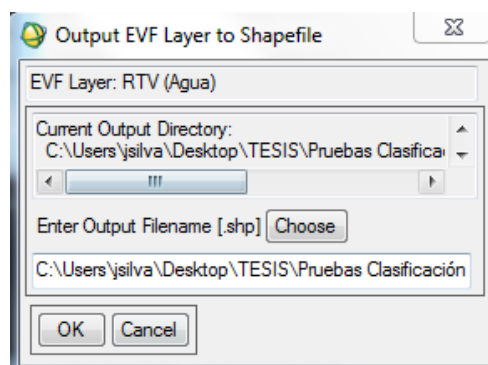 Output EVF Layer to Shapefile
EVF Layer: RTV (Agua)
Current Output Directory:
C:\Users\jsilva\Desktop\TESIS\Pruebas
Enter Output Filename [.shp] Choose
C:\Users\jsilva\Desktop\TESIS\Pruebas Clasificación
OK Cancel